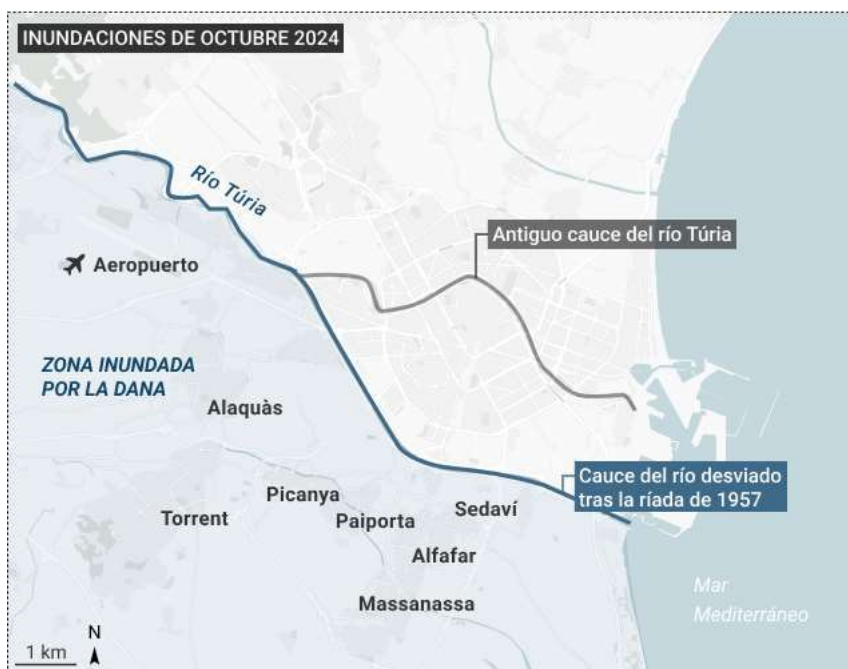 INUNDACIONES DE OCTUBRE 2024
Río Túria
Antiguo cauce del río Túria
Aeropuerto
ZONA INUNDADA
POR LA DANA
Alaquàs
Cauce del río desviado
tras la ríada de 1957
Picanya
Sedaví
Torrent
Paiporta
Alfafar
Mar
Mediterráneo
Massanassa
N
1 km